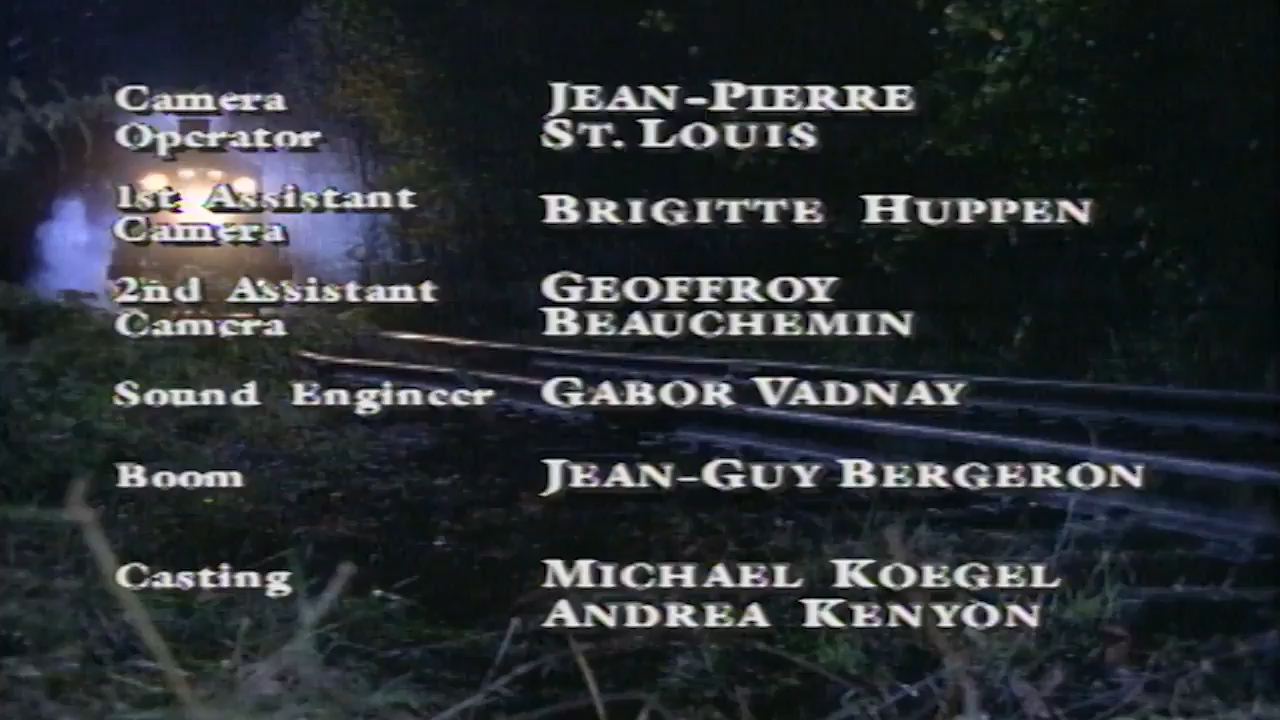 Camera JEAN-PIERRE
Operator ST. LOUIS
1st Assistant
Camera BRIGITTE HUPPEN
2nd Assistant GEOFFROY
Camera BEAUCHEMIN
Sound Engineer GABOR VADNAY
Boom JEAN-GUY BERGERON
Casting MICHAEL KOEGEL
ANDREA KENYON